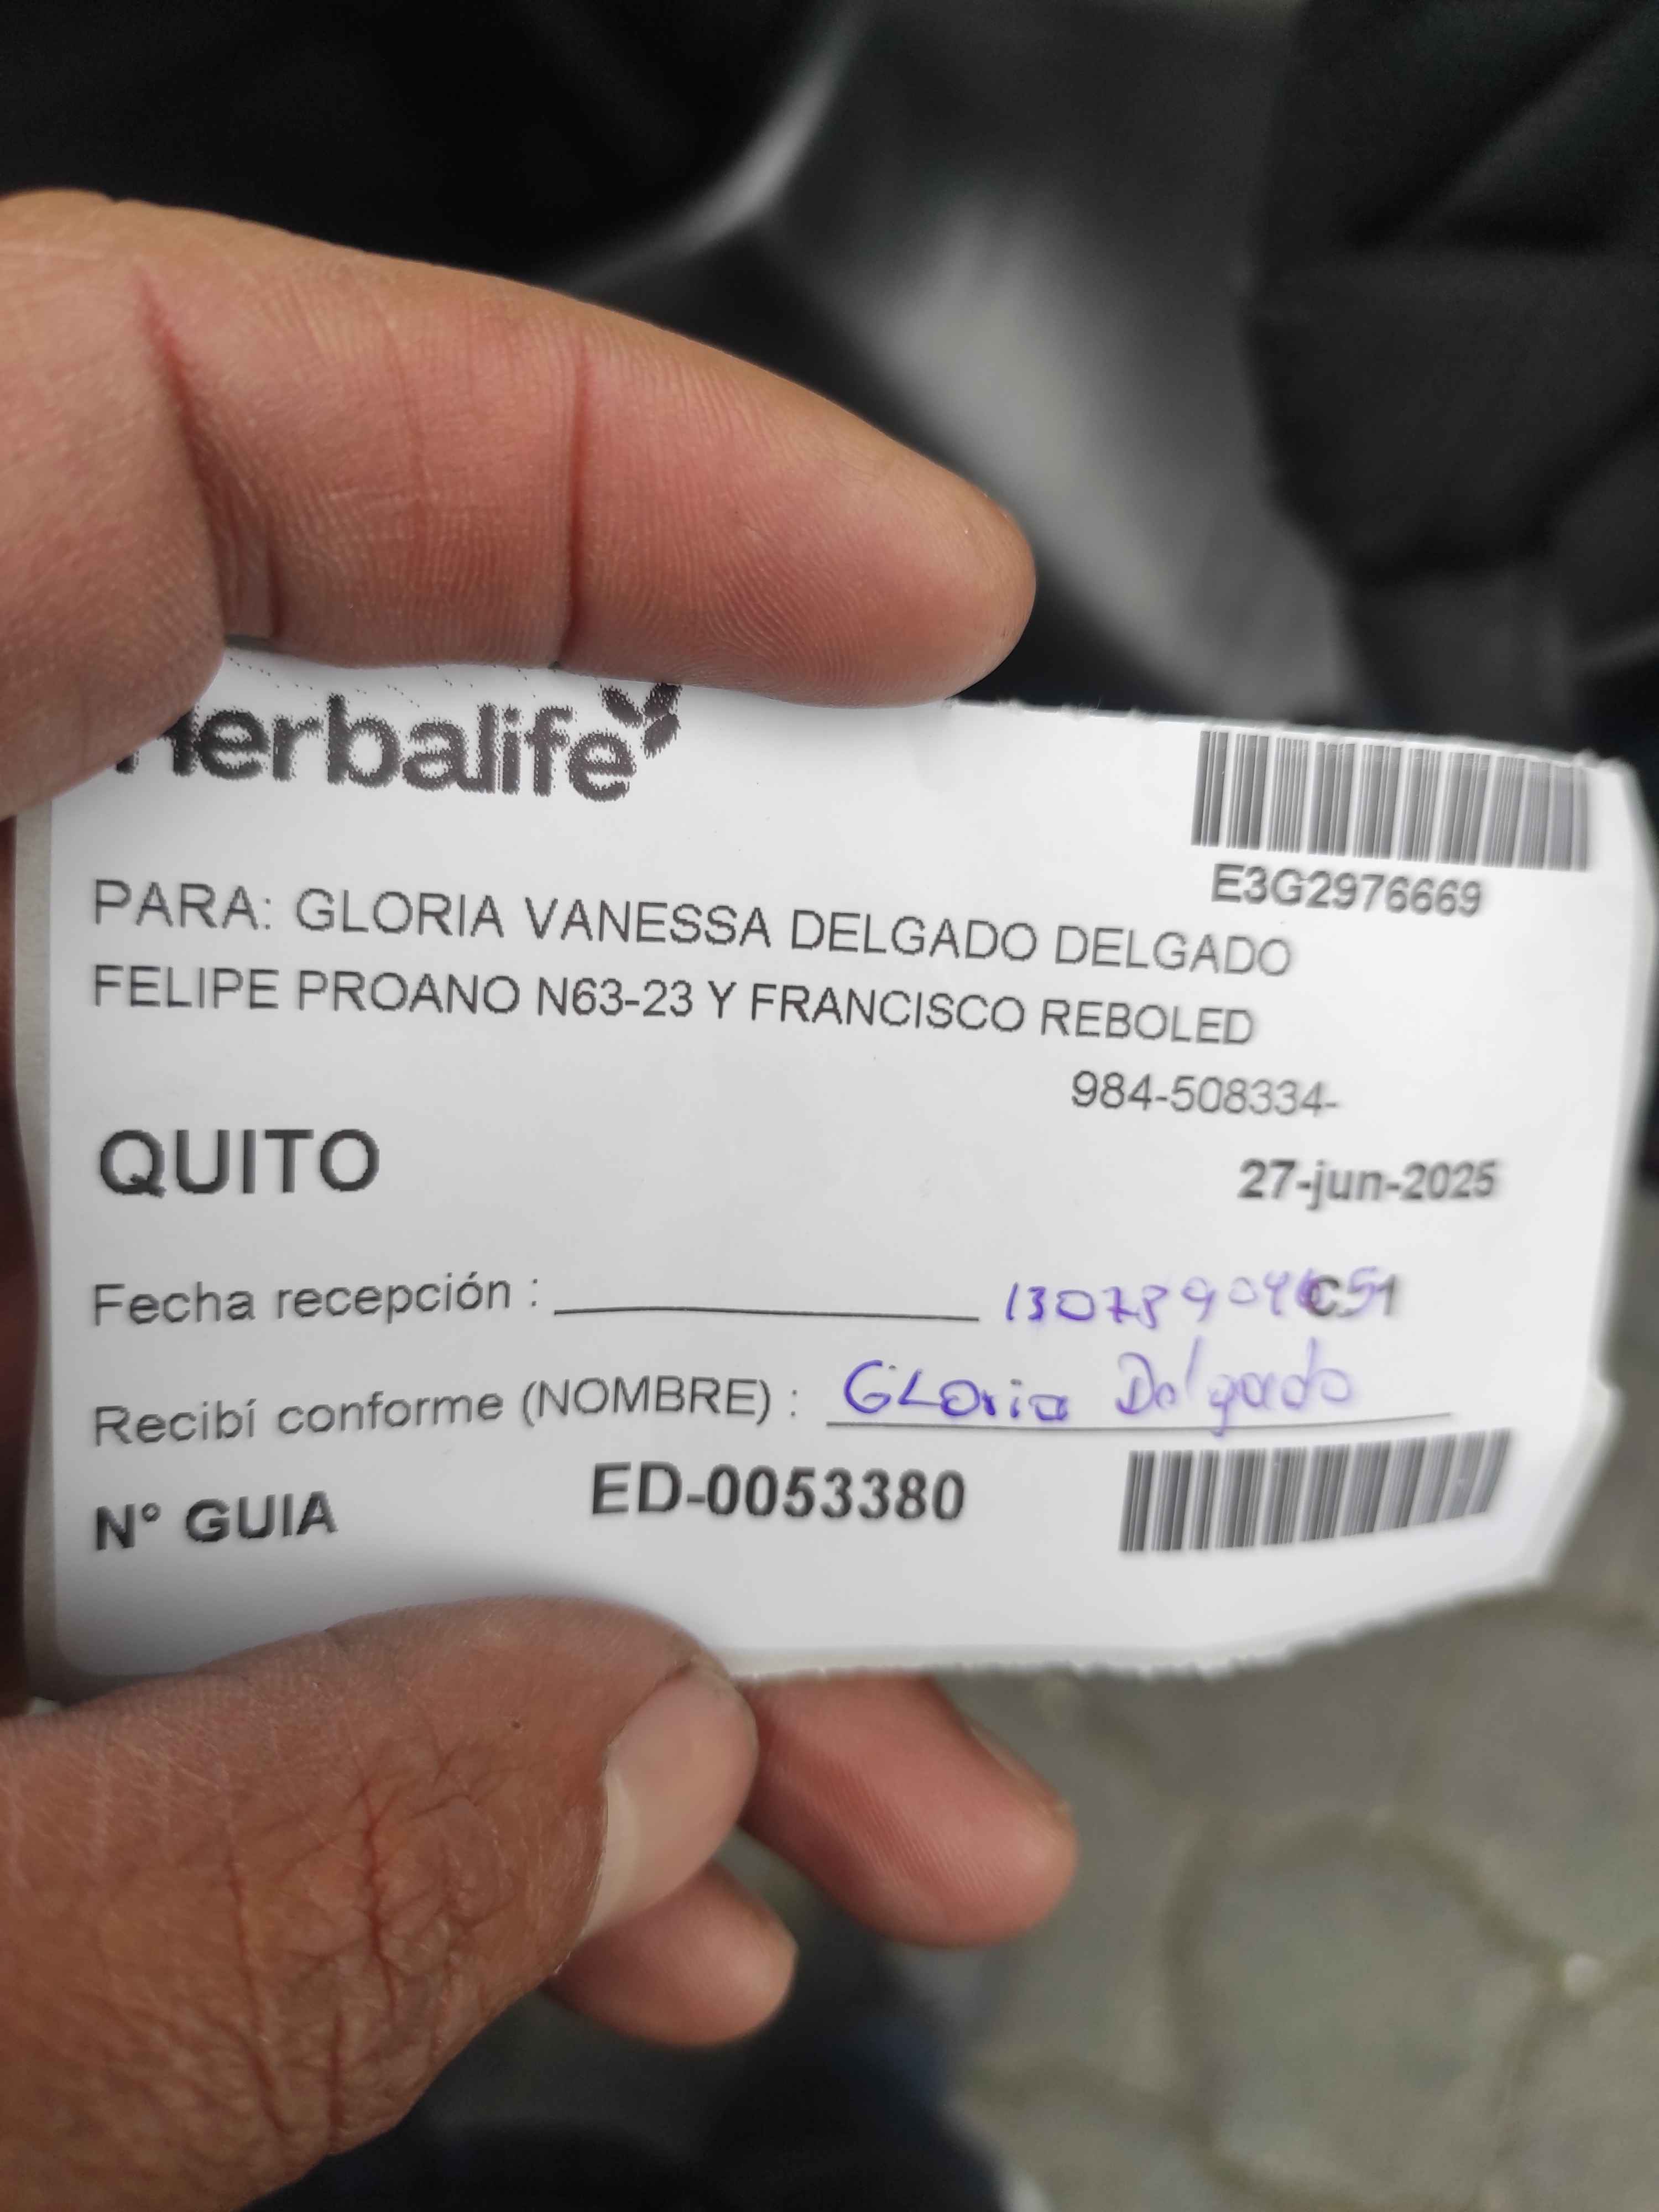 Herbalife
E3G2976669
PARA: GLORIA VANESSA DELGADO DELGADO
FELIPE PROANO N63-23 Y FRANCISCO REBOLED
984-508334-
QUITO
27-jun-2025
Fecha recepción :
Recibí conforme (NOMBRE) : GLoria Delgado
N° GUIA ED-0053380